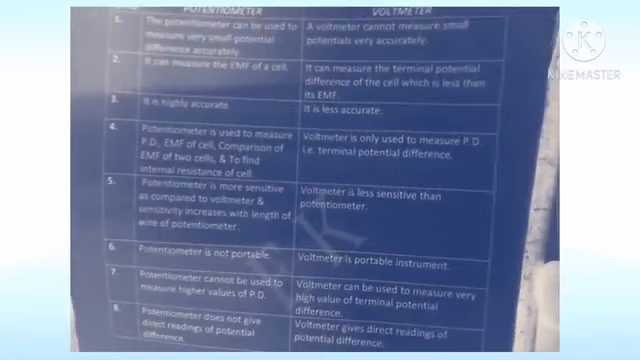 POTENTIOMETER VOLTMETER
1. The potentiometer can be used to
measure very small potential
difference accurately.
A voltmeter cannot measure small
potentials very accurately.
2. It can measure the EMF of a cell.
It can measure the terminal potential
difference of the cell which is less than
its EMF.
3. It is highly accurate.
It is less accurate.
4. Potentiometer is used to measure
P.D., EMF of cell, Comparison of
EMF of two cells, & To find
internal resistance of cell.
Voltmeter is only used to measure P.D.
i.e. terminal potential difference.
5. Potentiometer is more sensitive
as compared to voltmeter &
sensitivity increases with length of
wire of potentiometer.
Voltmeter is less sensitive than
potentiometer.
6. Potentiometer is not portable.
Voltmeter is portable instrument.
7. Potentiometer cannot be used to
measure higher values of P.D.
Voltmeter can be used to measure very
high value of terminal potential
difference.
8. Potentiometer does not give
direct readings of potential
difference.
Voltmeter gives direct readings of
potential difference.
K
KINEMASTER